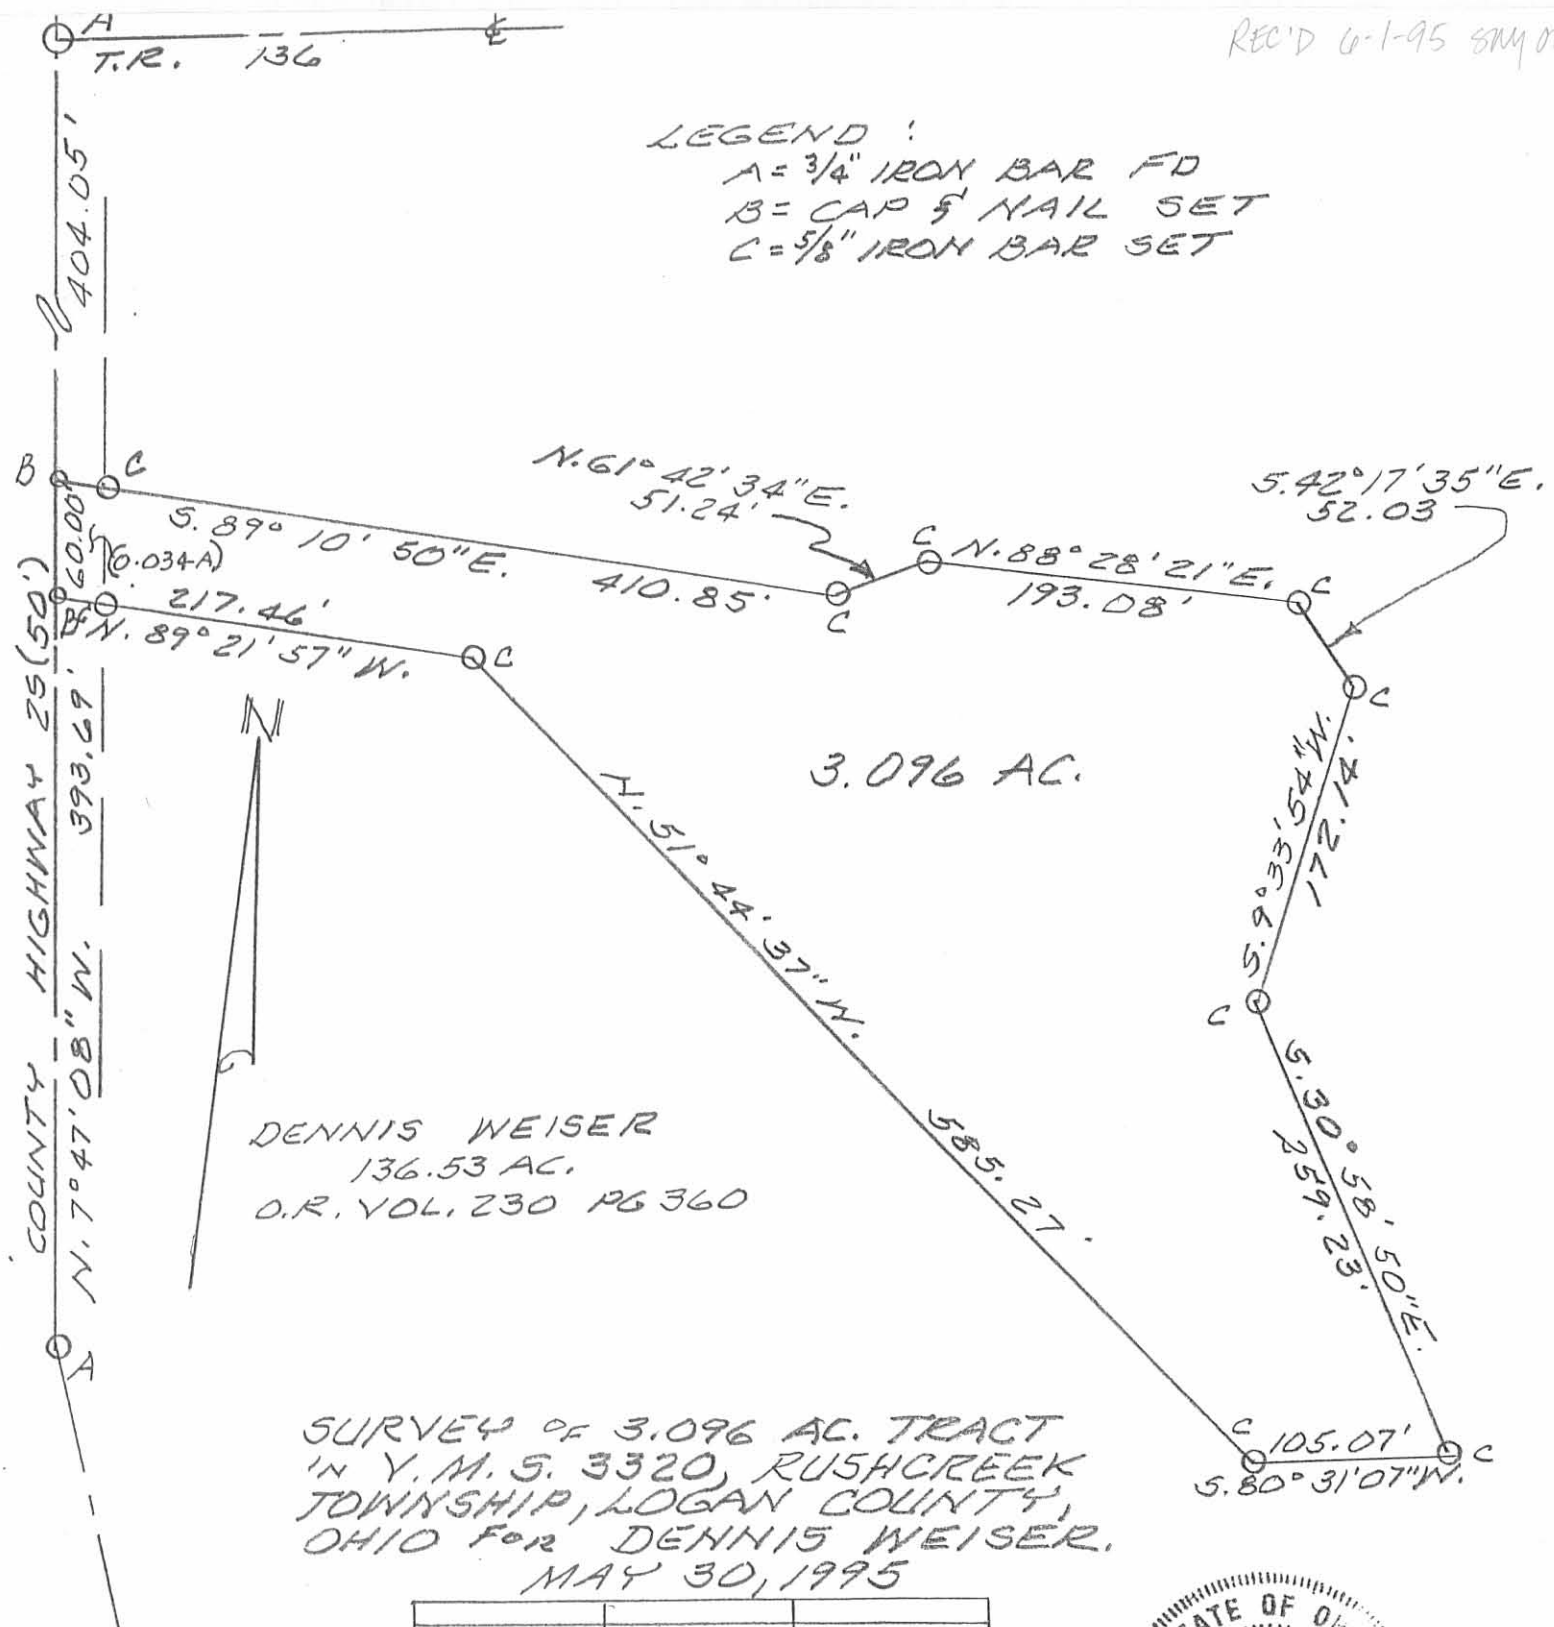 A
T.R. 136
℄
REC'D 6-1-95
LEGEND :
A = 3/4" IRON BAR FD
B = CAP & NAIL SET
C = 5/8" IRON BAR SET
404.05'
B
C
60.00'
(0.034A)
S. 89° 10' 50" E.
410.85'
N. 61° 42' 34" E.
51.24'
C
C
N. 88° 28' 21" E.
193.08'
S. 42° 17' 35" E.
52.03
C
C
B
217.46'
N. 89° 21' 57" W.
C
COUNTY HIGHWAY 25 (50')
N. 7° 47' 08" W. 393.69'
N
3.096 AC.
S. 9° 33' 54" W.
172.14'
C
N. 51° 44' 37" W.
585.27'
S. 30° 58' 50" E.
259.23'
DENNIS WEISER
136.53 AC.
O.R. VOL. 230 PG 360
A
C
105.07'
C
S. 80° 31' 07" W.
SURVEY OF 3.096 AC. TRACT
IN V.M.S. 3320, RUSHCREEK
TOWNSHIP, LOGAN COUNTY,
OHIO FOR DENNIS WEISER.
MAY 30, 1995
ATE OF O